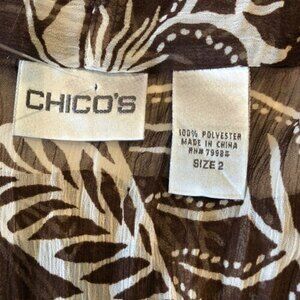 CHICO'S
100% POLYESTER
MADE IN CHINA
RN# 79984
SIZE 2